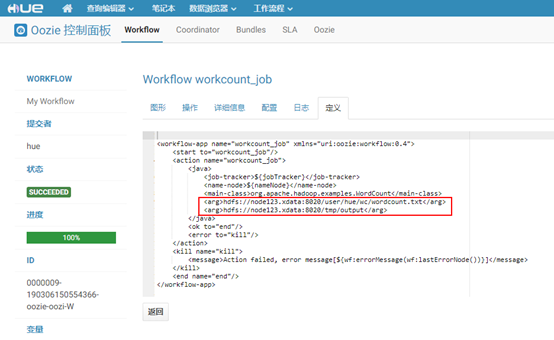 HUE 查询编辑器 笔记本 数据浏览器 工作流程
Oozie 控制面板 Workflow Coordinator Bundles SLA Oozie
WORKFLOW
My Workflow
提交者
hue
状态
SUCCEEDED
进度
100%
ID
0000009-
190306150554366-
oozie-oozi-W
变量
Workflow workcount_job
图形 操作 详细信息 配置 日志 定义
<workflow-app name="workcount_job" xmlns="uri:oozie:workflow:0.4">
<start to="workcount_job"/>
<action name="workcount_job">
<java>
<job-tracker>${jobTracker}</job-tracker>
<name-node>${nameNode}</name-node>
<main-class>org.apache.hadoop.examples.WordCount</main-class>
<arg>hdfs://node123.xdata:8020/user/hue/wc/wordcount.txt</arg>
<arg>hdfs://node123.xdata:8020/tmp/output</arg>
</java>
<ok to="end"/>
<error to="kill"/>
</action>
<kill name="kill">
<message>Action failed, error message[${wf:errorMessage(wf:lastErrorNode())}]</message>
</kill>
<end name="end"/>
</workflow-app>
返回